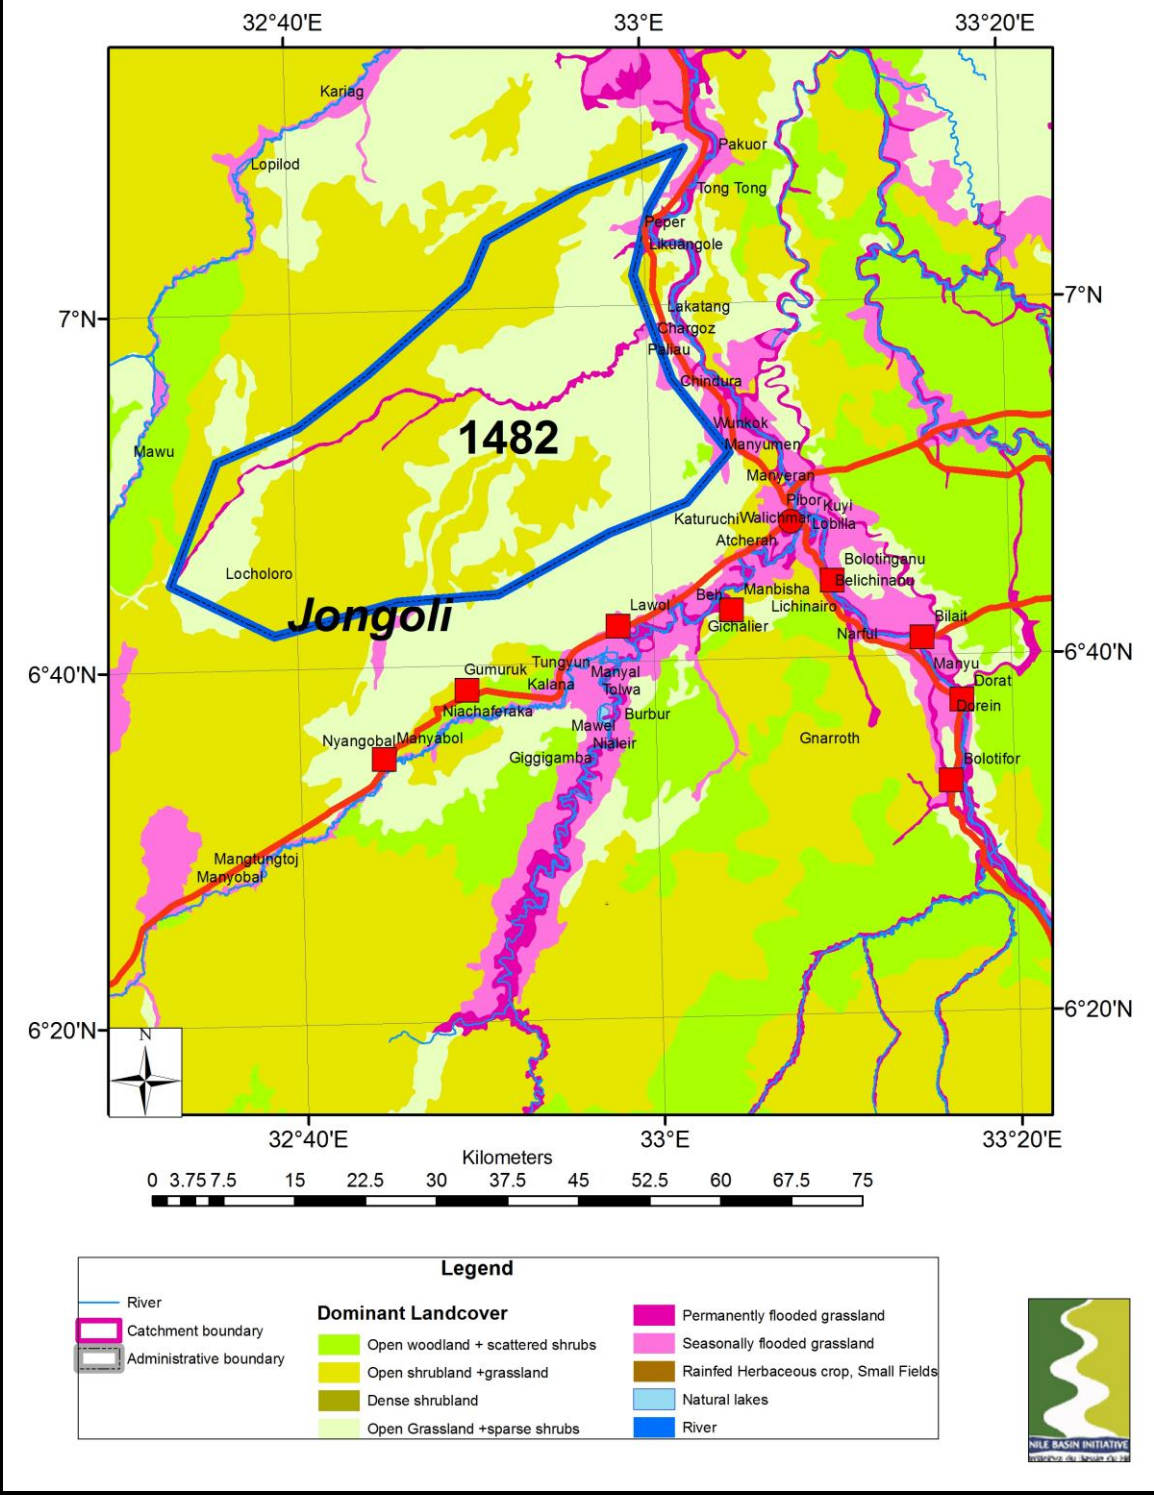 32°40'E
33°E
33°20'E
Kariag
Pakuor
Lopilod
Tong Tong
Peper
Likuangole
7°N
Lakatang
7°N
Chargoz
Paliau
Chindura
Wunkok
1482
Manyumen
Mawu
Manyeran
Pibor
Kuyi
Katuruchi
Walichmar
Lobilla
Atcherah
Bolotinganu
Locholoro
Belichinanu
Manbisha
Beh
Lawol
Lichinairo
Jongoli
Bilait
Gichalier
Narful
6°40'N
Tungyun
Manyu
Gumuruk
Manyal
6°40'N
Dorat
Kalana
Tolwa
Dorein
Niachaferaka
Burbur
Mawel
Nyangobal
Manyabol
Gnarroth
Nialeir
Giggigamba
Bolotifor
Mangtungtoj
Manyobal
6°20'N
6°20'N
N
32°40'E
33°E
33°20'E
Kilometers
0 3.75 7.5 15 22.5 30 37.5 45 52.5 60 67.5 75
Legend
River
Catchment boundary
Administrative boundary
Dominant Landcover
Open woodland + scattered shrubs
Open shrubland +grassland
Dense shrubland
Open Grassland +sparse shrubs
Permanently flooded grassland
Seasonally flooded grassland
Rainfed Herbaceous crop, Small Fields
Natural lakes
River
NILE BASIN INITIATIVE